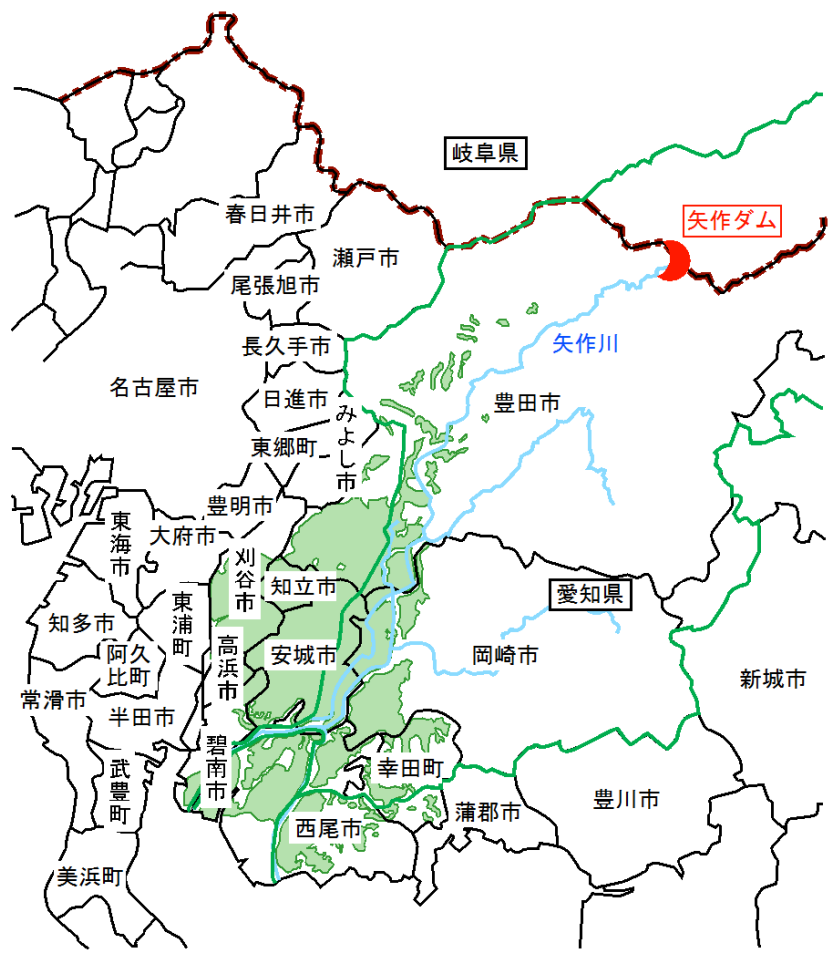 岐阜県
春日井市
矢作ダム
瀬戸市
尾張旭市
長久手市
矢作川
名古屋市
日進市
豊田市
みよし市
東郷町
豊明市
東海市
大府市
刈谷市
知立市
愛知県
東浦町
知多市
高浜市
阿久
比町
安城市
岡崎市
新城市
常滑市
半田市
碧南市
武豊町
幸田町
豊川市
蒲郡市
西尾市
美浜町